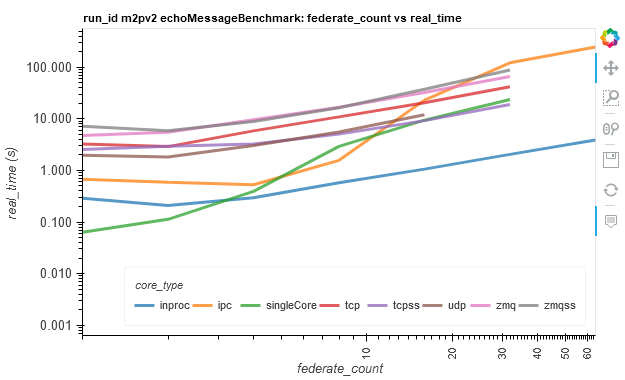 run_id m2pv2 echoMessageBenchmark: federate_count vs real_time
real_time (s)
100.000
10.000
1.000
0.100
0.010
0.001
core_type
inproc ipc singleCore tcp tcpss udp zmq zmqss
10 20 30 40 50 60
federate_count